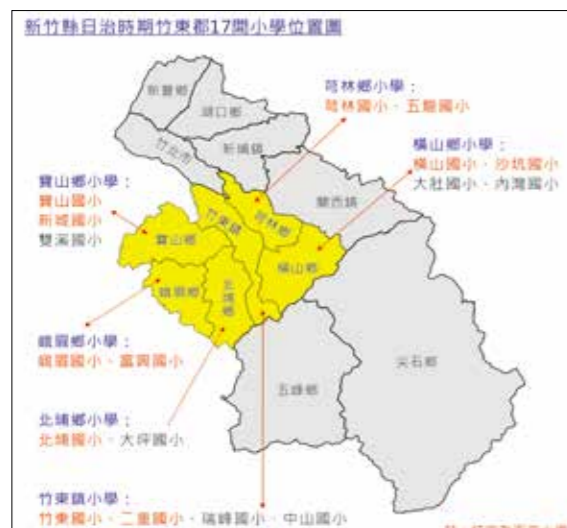 新竹縣日治時期竹東郡17間小學位置圖
芎林鄉小學：
芎林國小、五龍國小
橫山鄉小學：
橫山國小、沙坑國小
大肚國小、內灣國小
寶山鄉小學：
寶山國小
新城國小
雙溪國小
新豐鄉
湖口鄉
竹北市
新埔鎮
關西鎮
竹東鎮
芎林鄉
寶山鄉
橫山鄉
峨眉鄉
北埔鄉
尖石鄉
五峰鄉
峨眉鄉小學：
峨眉國小、富興國小
北埔鄉小學：
北埔國小、大坪國小
竹東鎮小學：
竹東國小、二重國小、瑞峰國小、中山國小